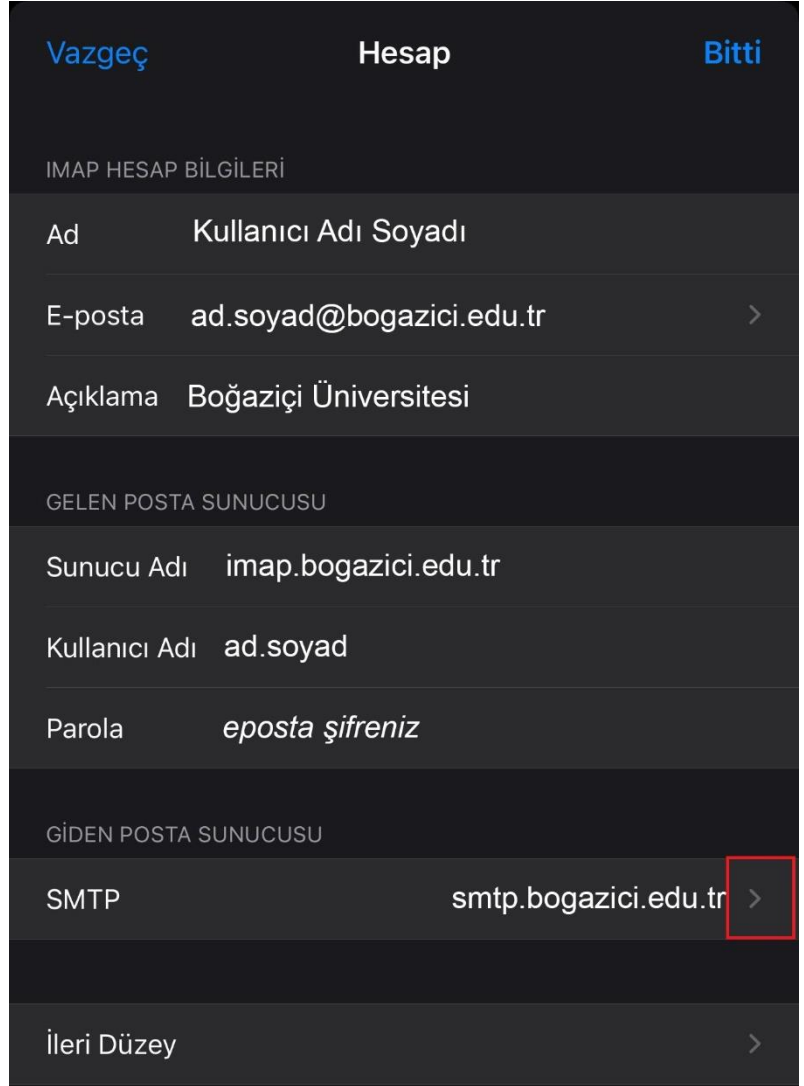 Vazgeç Hesap Bitti
IMAP HESAP BİLGİLERİ
Ad Kullanıcı Adı Soyadı
E-posta ad.soyad@bogazici.edu.tr
Açıklama Boğaziçi Üniversitesi
GELEN POSTA SUNUCUSU
Sunucu Adı imap.bogazici.edu.tr
Kullanıcı Adı ad.soyad
Parola eposta şifreniz
GİDEN POSTA SUNUCUSU
SMTP smtp.bogazici.edu.tr
İleri Düzey